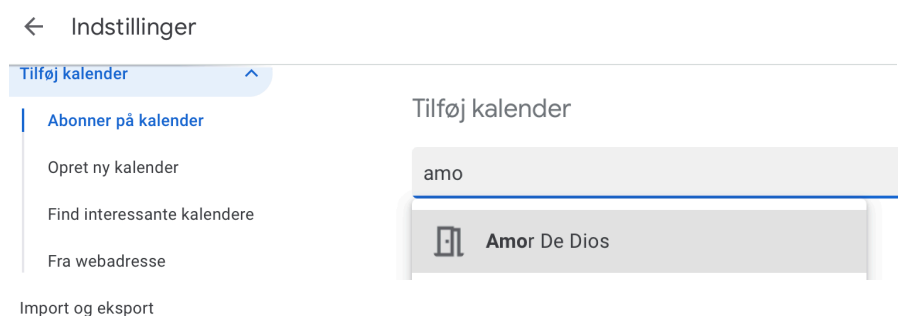 Indstillinger
Tilføj kalender
Abonner på kalender
Opret ny kalender
Find interessante kalendere
Fra webadresse
Import og eksport
Tilføj kalender
amo
Amor De Dios